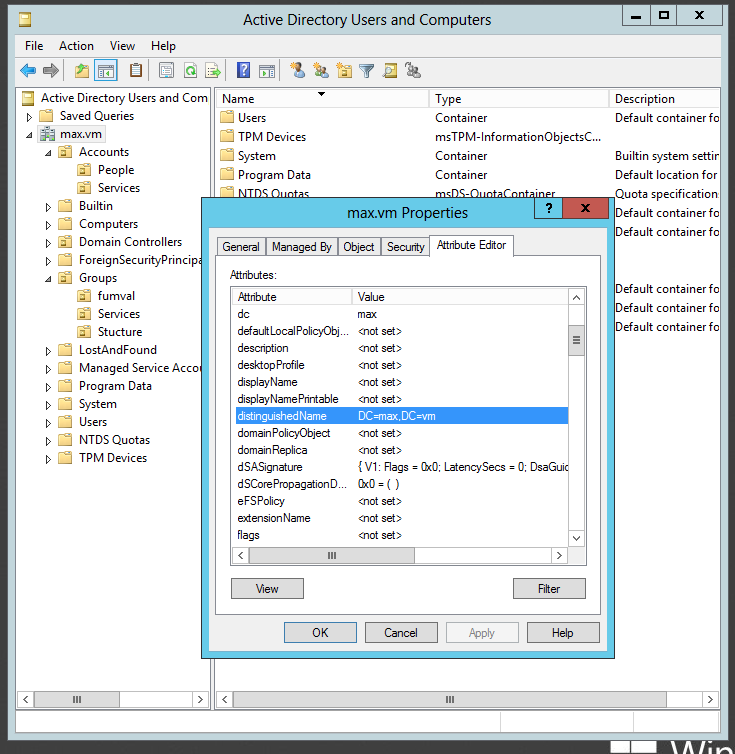 Active Directory Users and Computers
File Action View Help
Active Directory Users and Com
Saved Queries
max.vm
Accounts
People
Services
Builtin
Computers
Domain Controllers
ForeignSecurityPrincipa
Groups
fumval
Services
Stucture
LostAndFound
Managed Service Accou
Program Data
System
Users
NTDS Quotas
TPM Devices
Name Type Description
Users Container Default container fo
TPM Devices msTPM-InformationObjectsC...
System Container Builtin system settin
Program Data Container Default location for
NTDS Quotas msDS-QuotaContainer Quota specifications
Default container fo
Default container fo
Default container fo
Default container fo
Default container fo
max.vm Properties
? x
General Managed By Object Security Attribute Editor
Attributes:
Attribute Value
dc max
defaultLocalPolicyObj... <not set>
description <not set>
desktopProfile <not set>
displayName <not set>
displayNamePrintable <not set>
distinguishedName DC=max,DC=vm
domainPolicyObject <not set>
domainReplica <not set>
dSASignature { V1: Flags = 0x0; LatencySecs = 0; DsaGuid
dSCorePropagationD... 0x0 = ( )
eFSPolicy <not set>
extensionName <not set>
flags <not set>
View Filter
OK Cancel Apply Help
Win